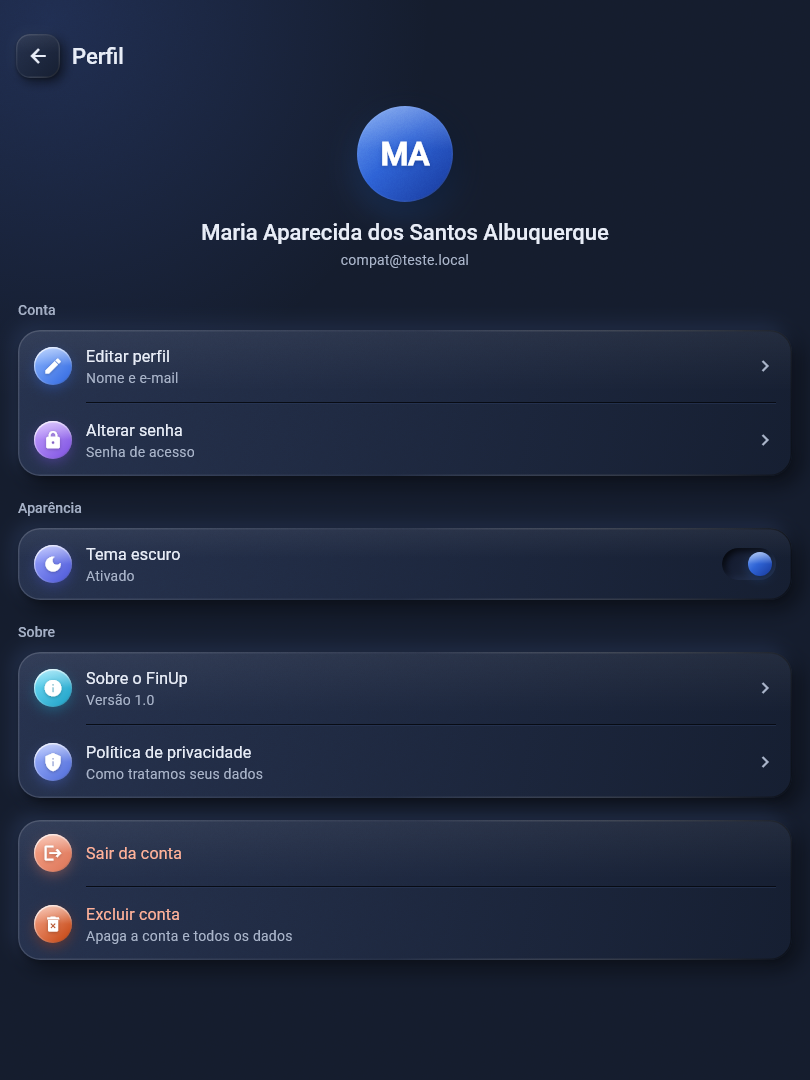 Perfil
MA
Maria Aparecida dos Santos Albuquerque
compat@teste.local
Conta
Editar perfil
Nome e e-mail
Alterar senha
Senha de acesso
Aparência
Tema escuro
Ativado
Sobre
Sobre o FinUp
Versão 1.0
Política de privacidade
Como tratamos seus dados
Sair da conta
Excluir conta
Apaga a conta e todos os dados